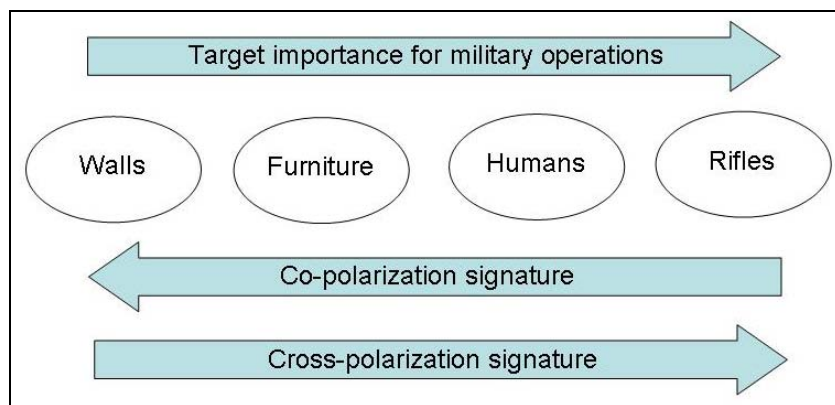 Target importance for military operations
Walls Furniture Humans Rifles
Co-polarization signature
Cross-polarization signature